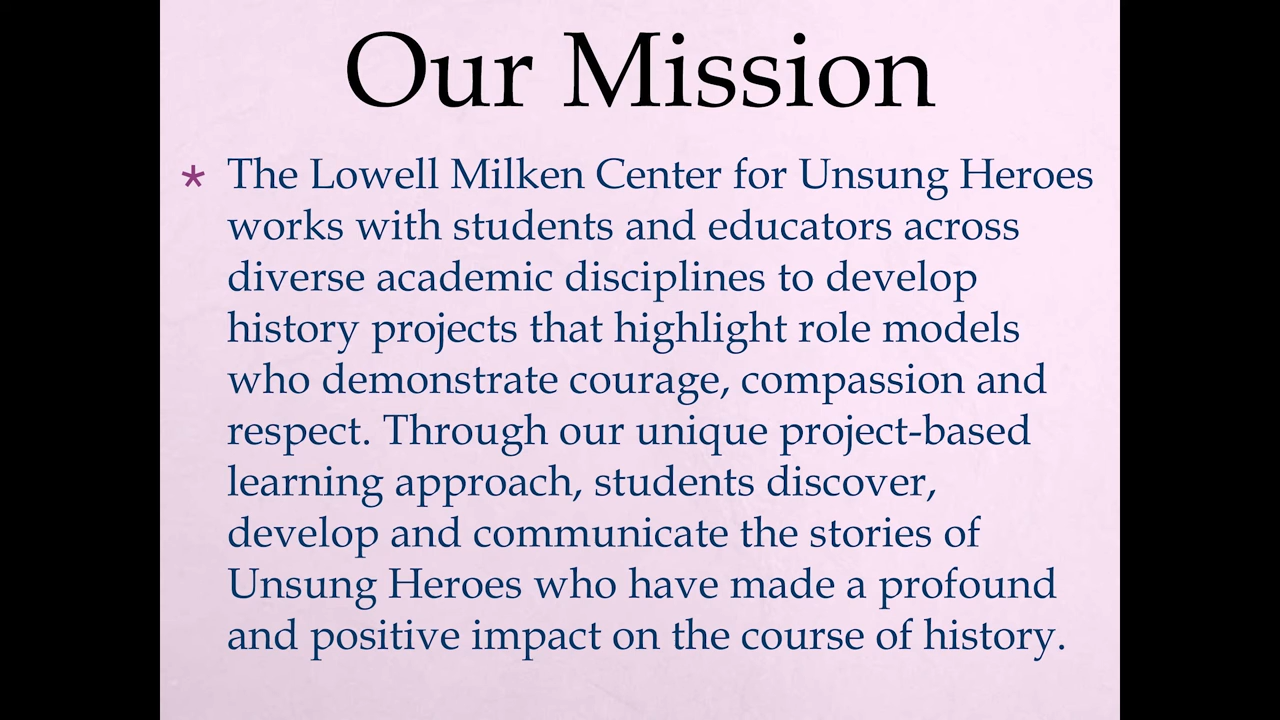 Our Mission
* The Lowell Milken Center for Unsung Heroes
works with students and educators across
diverse academic disciplines to develop
history projects that highlight role models
who demonstrate courage, compassion and
respect. Through our unique project-based
learning approach, students discover,
develop and communicate the stories of
Unsung Heroes who have made a profound
and positive impact on the course of history.